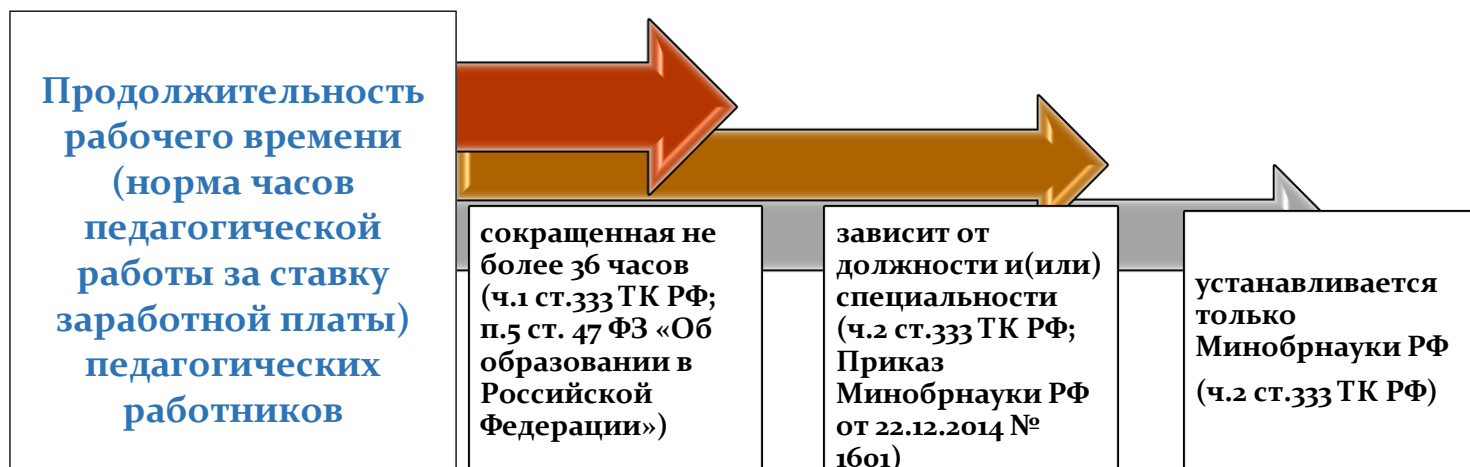 Продолжительность
рабочего времени
(норма часов
педагогической
работы за ставку
заработной платы)
педагогических
работников
сокращенная не
более 36 часов
(ч.1 ст.333 ТК РФ;
п.5 ст. 47 ФЗ «Об
образовании в
Российской
Федерации»)
зависит от
должности и(или)
специальности
(ч.2 ст.333 ТК РФ;
Приказ
Минобрнауки РФ
от 22.12.2014 №
1601)
устанавливается
только
Минобрнауки РФ
(ч.2 ст.333 ТК РФ)